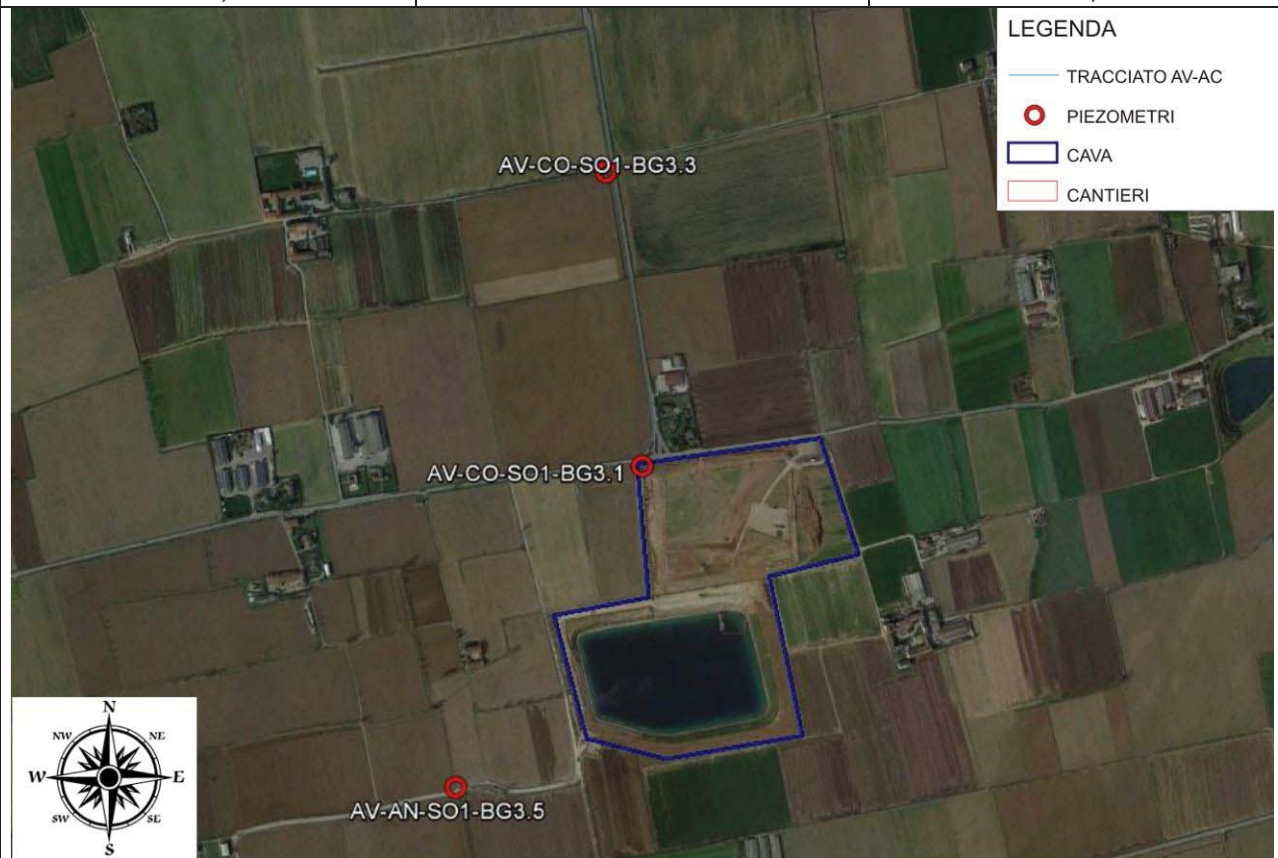 LEGENDA
TRACCIATO AV-AC
PIEZOMETRI
CAVA
CANTIERI
AV-CO-SO1-BG3.3
AV-CO-SO1-BG3.1
AV-AN-SO1-BG3.5
N
NW
NE
W
E
SW
SE
S